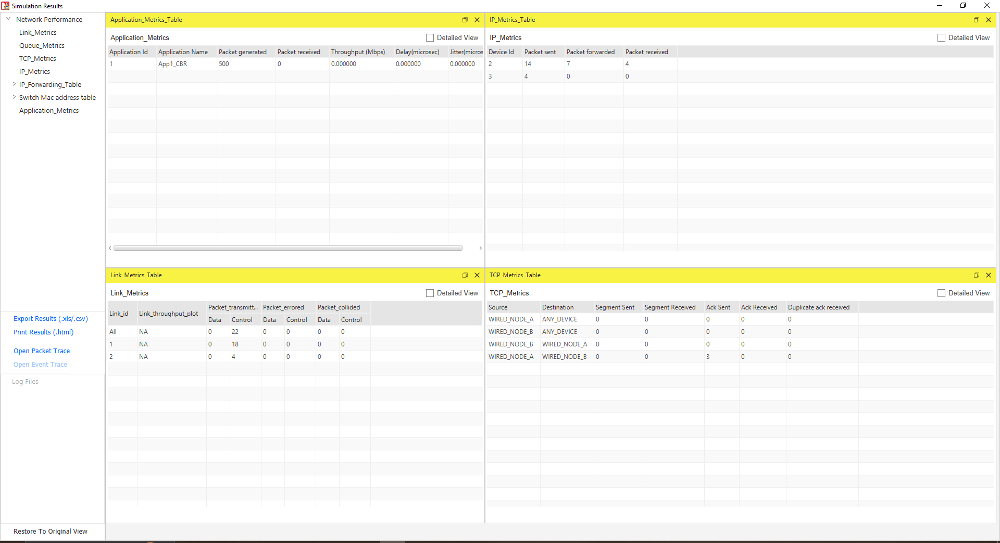 Simulation Results
Network Performance
Link_Metrics
Queue_Metrics
TCP_Metrics
IP_Metrics
IP_Forwarding_Table
Switch Mac address table
Application_Metrics
Export Results (.xls/.csv)
Print Results (.html)
Open Packet Trace
Open Event Trace
Log Files
Restore To Original View
Application_Metrics_Table
Application_Metrics Detailed View
Application Id Application Name Packet generated Packet received Throughput (Mbps) Delay(microsec) Jitter(micros
1 App1_CBR 500 0 0.000000 0.000000 0.000000
IP_Metrics_Table
IP_Metrics Detailed View
Device Id Packet sent Packet forwarded Packet received
2 14 7 4
3 4 0 0
Link_Metrics_Table
Link_Metrics Detailed View
Link_id Link_throughput_plot Packet_transmitt... Packet_errored Packet_collided
Data Control Data Control Data Control
All NA 0 22 0 0 0 0
1 NA 0 18 0 0 0 0
2 NA 0 4 0 0 0 0
TCP_Metrics_Table
TCP_Metrics Detailed View
Source Destination Segment Sent Segment Received Ack Sent Ack Received Duplicate ack received
WIRED_NODE_A ANY_DEVICE 0 0 0 0 0
WIRED_NODE_B ANY_DEVICE 0 0 0 0 0
WIRED_NODE_B WIRED_NODE_A 0 0 0 0 0
WIRED_NODE_A WIRED_NODE_B 0 0 3 0 0